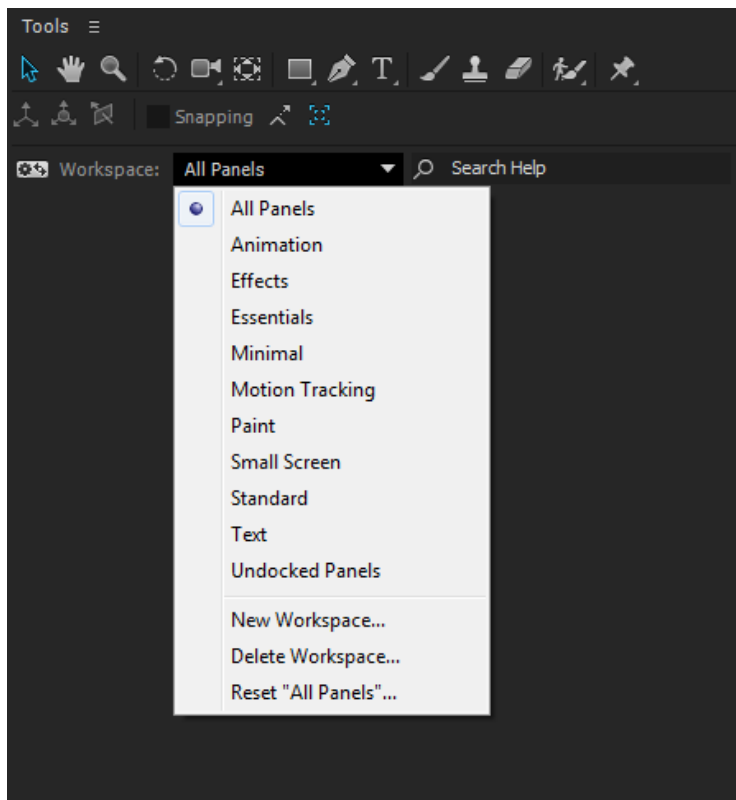 Tools
T
Snapping
Workspace: All Panels Search Help
All Panels
Animation
Effects
Essentials
Minimal
Motion Tracking
Paint
Small Screen
Standard
Text
Undocked Panels
New Workspace...
Delete Workspace...
Reset "All Panels"...